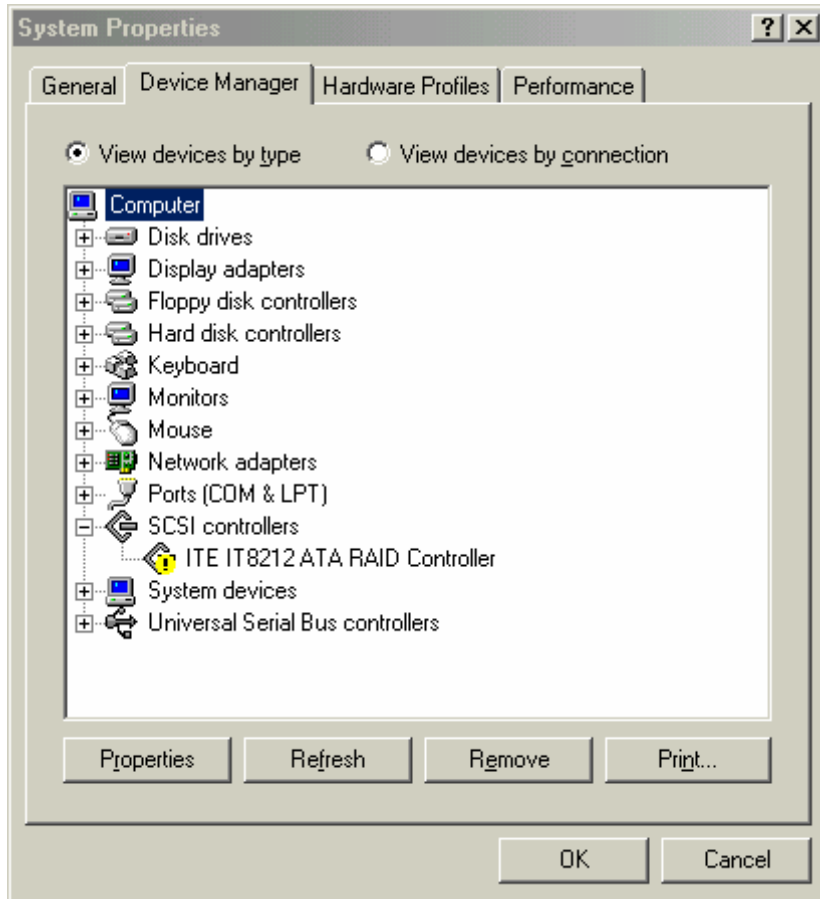 System Properties
General Device Manager Hardware Profiles Performance
View devices by type View devices by connection
Computer
Disk drives
Display adapters
Floppy disk controllers
Hard disk controllers
Keyboard
Monitors
Mouse
Network adapters
Ports (COM & LPT)
SCSI controllers
ITE IT8212 ATA RAID Controller
System devices
Universal Serial Bus controllers
Properties Refresh Remove Print...
OK Cancel